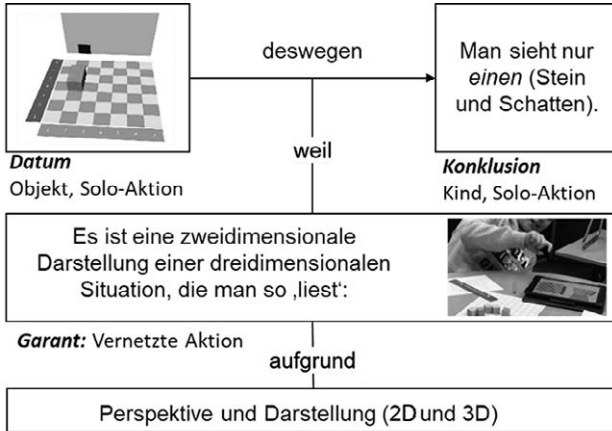 deswegen
Man sieht nur
einen (Stein
und Schatten).
Datum
Objekt, Solo-Aktion
weil
Konklusion
Kind, Solo-Aktion
Es ist eine zweidimensionale
Darstellung einer dreidimensionalen
Situation, die man so ‚liest‘:
Garant: Vernetzte Aktion
aufgrund
Perspektive und Darstellung (2D und 3D)